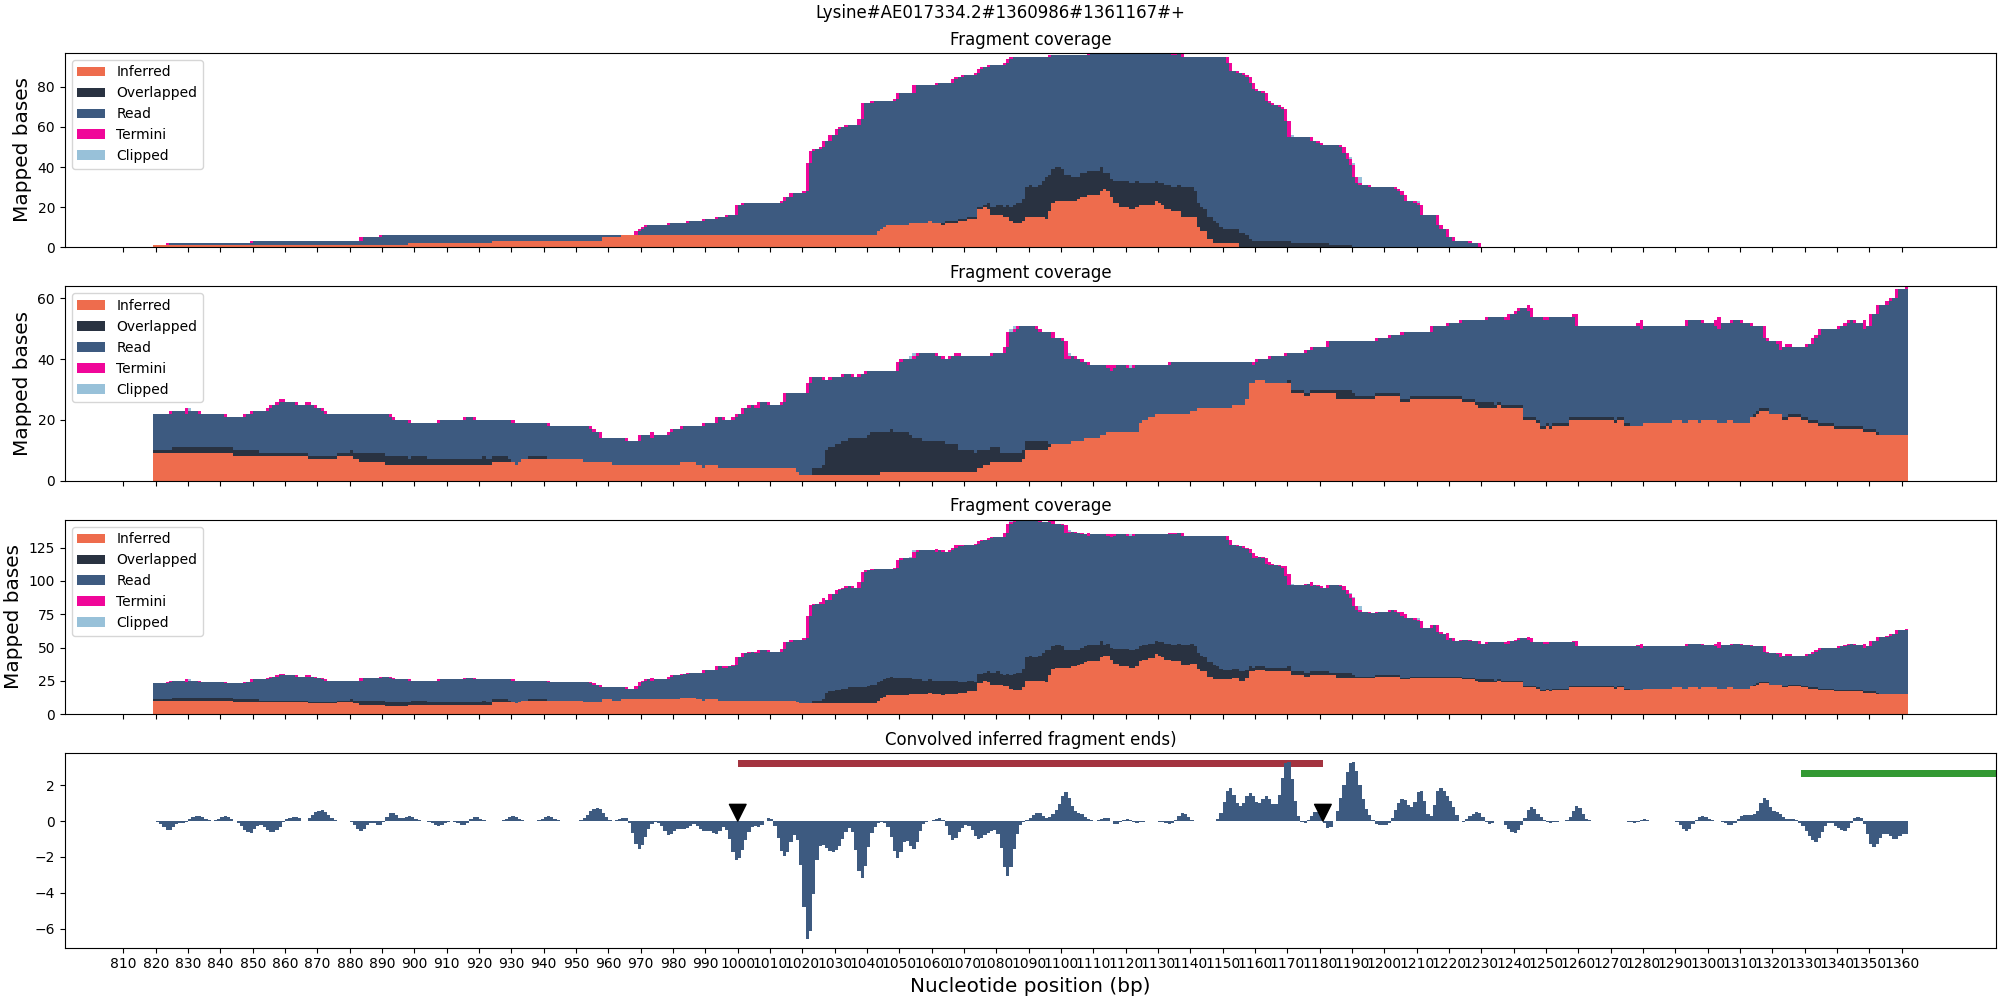 Lysine#AE017334.2#1360986#1361167#+
Fragment coverage
Mapped bases
80
60
40
20
0
Inferred
Overlapped
Read
Termini
Clipped
Fragment coverage
Mapped bases
60
40
20
0
Inferred
Overlapped
Read
Termini
Clipped
Fragment coverage
Mapped bases
125
100
75
50
25
0
Inferred
Overlapped
Read
Termini
Clipped
Convolved inferred fragment ends)
2
0
−2
−4
−6
810 820 830 840 850 860 870 880 890 900 910 920 930 940 950 960 970 980 990 1000 1010 1020 1030 1040 1050 1060 1070 1080 1090 1100 1110 1120 1130 1140 1150 1160 1170 1180 1190 1200 1210 1220 1230 1240 1250 1260 1270 1280 1290 1300 1310 1320 1330 1340 1350 1360
Nucleotide position (bp)